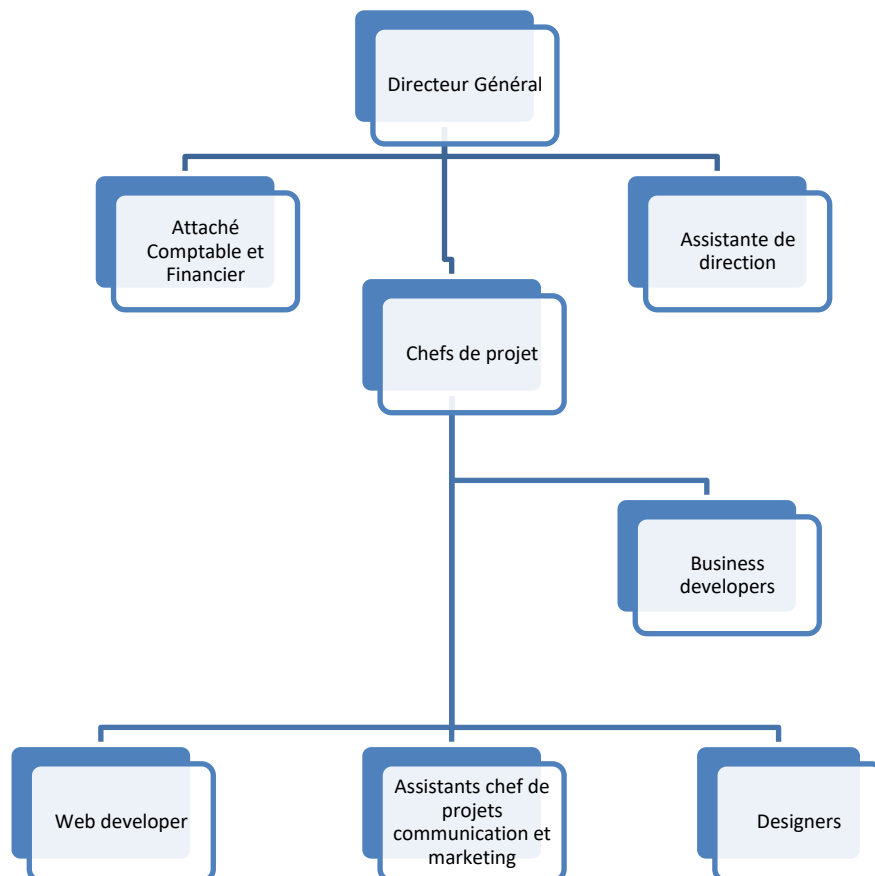 Directeur Général
Attaché
Comptable et
Financier
Assistante de
direction
Chefs de projet
Business
developers
Web developer
Assistants chef de
projets
communication et
marketing
Designers